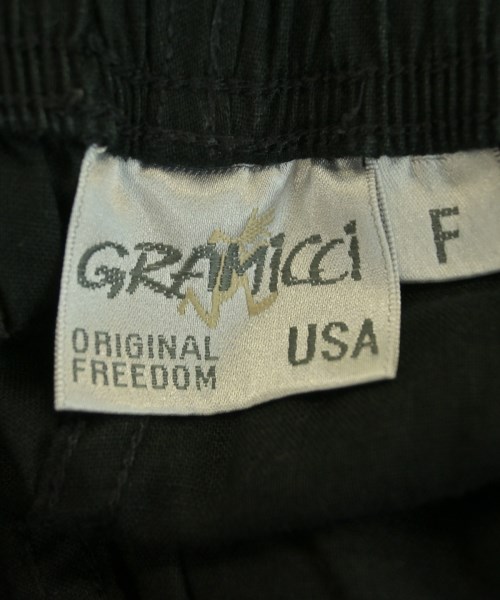 GRAMiCCi
ORIGINAL
FREEDOM
USA
F